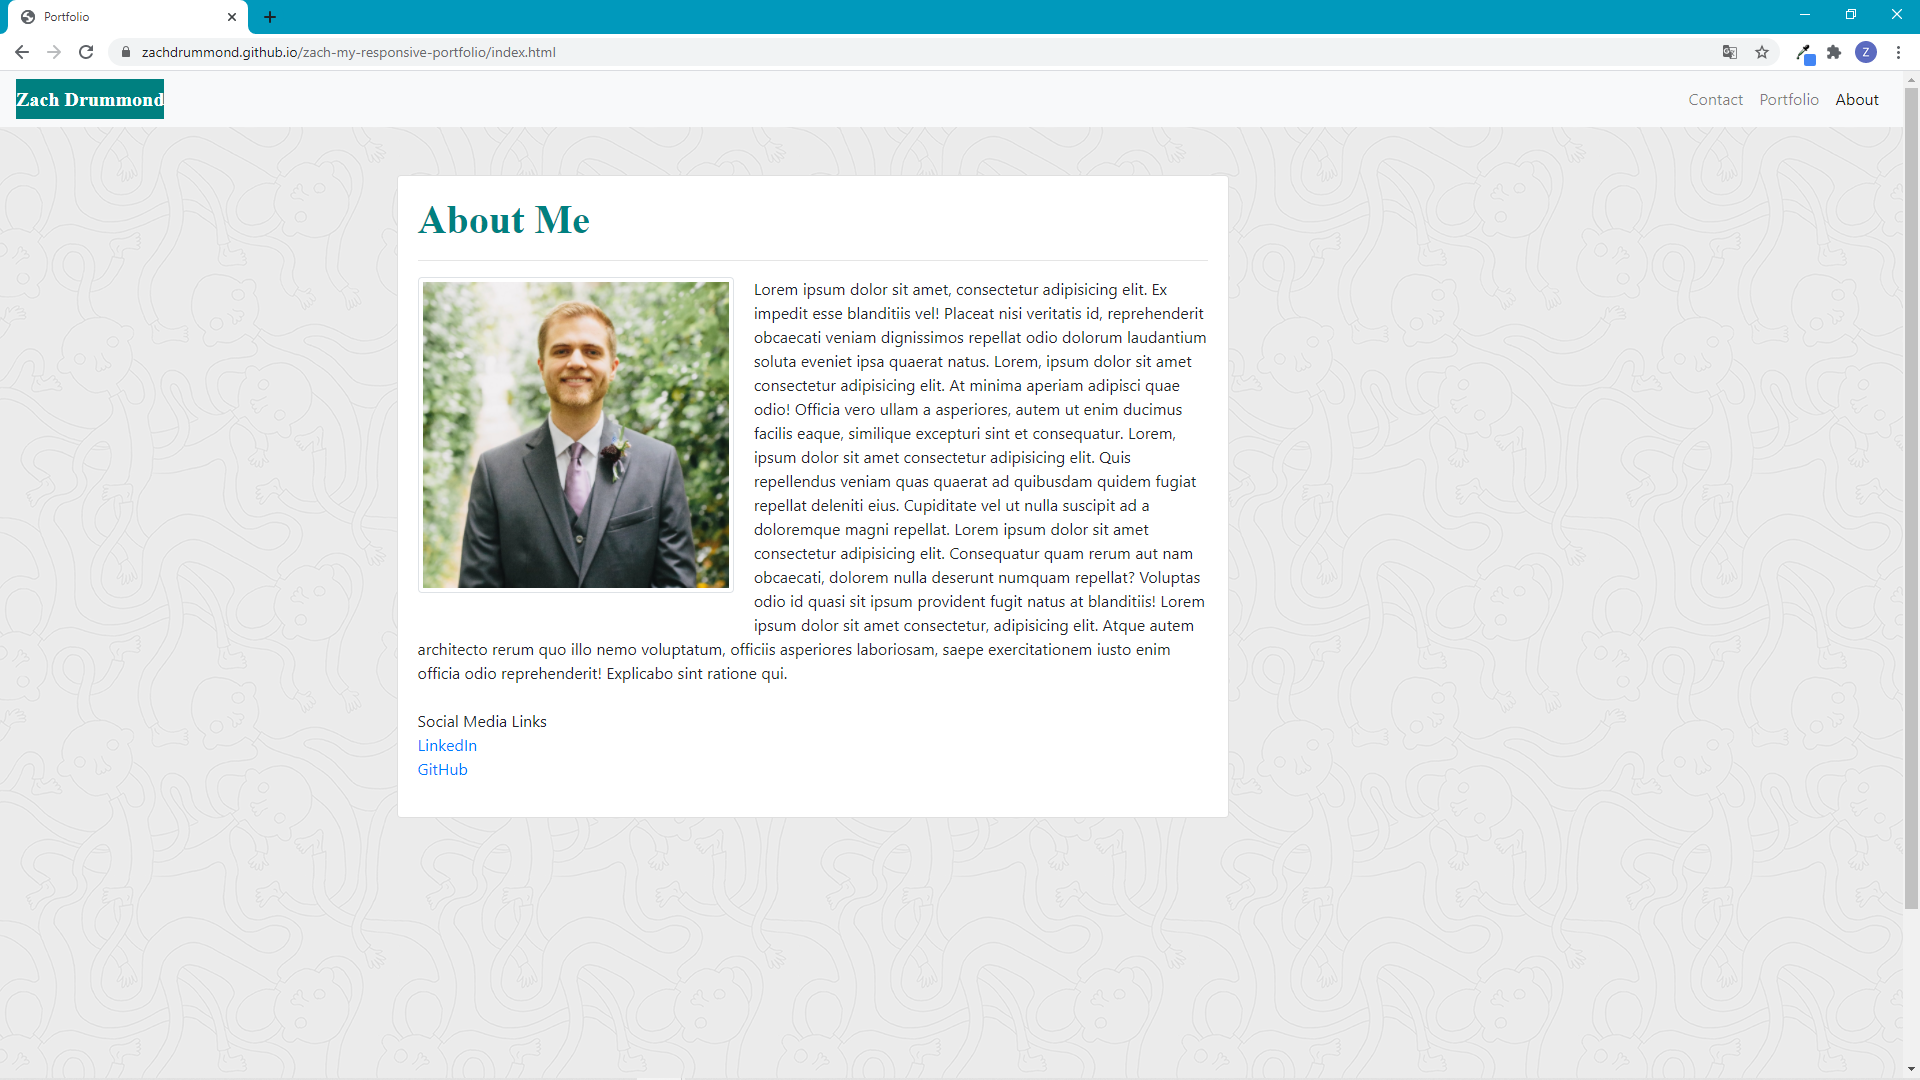 Portfolio
zachdrummond.github.io/zach-my-responsive-portfolio/index.html
Z
Zach Drummond
Contact Portfolio About
About Me
Lorem ipsum dolor sit amet, consectetur adipisicing elit. Ex
impedit esse blanditiis vel! Placeat nisi veritatis id, reprehenderit
obcaecati veniam dignissimos repellat odio dolorum laudantium
soluta eveniet ipsa quaerat natus. Lorem, ipsum dolor sit amet
consectetur adipisicing elit. At minima aperiam adipisci quae
odio! Officia vero ullam a asperiores, autem ut enim ducimus
facilis eaque, similique excepturi sint et consequatur. Lorem,
ipsum dolor sit amet consectetur adipisicing elit. Quis
repellendus veniam quas quaerat ad quibusdam quidem fugiat
repellat deleniti eius. Cupiditate vel ut nulla suscipit ad a
doloremque magni repellat. Lorem ipsum dolor sit amet
consectetur adipisicing elit. Consequatur quam rerum aut nam
obcaecati, dolorem nulla deserunt numquam repellat? Voluptas
odio id quasi sit ipsum provident fugit natus at blanditiis! Lorem
ipsum dolor sit amet consectetur, adipisicing elit. Atque autem
architecto rerum quo illo nemo voluptatum, officiis asperiores laboriosam, saepe exercitationem iusto enim
officia odio reprehenderit! Explicabo sint ratione qui.
Social Media Links
LinkedIn
GitHub